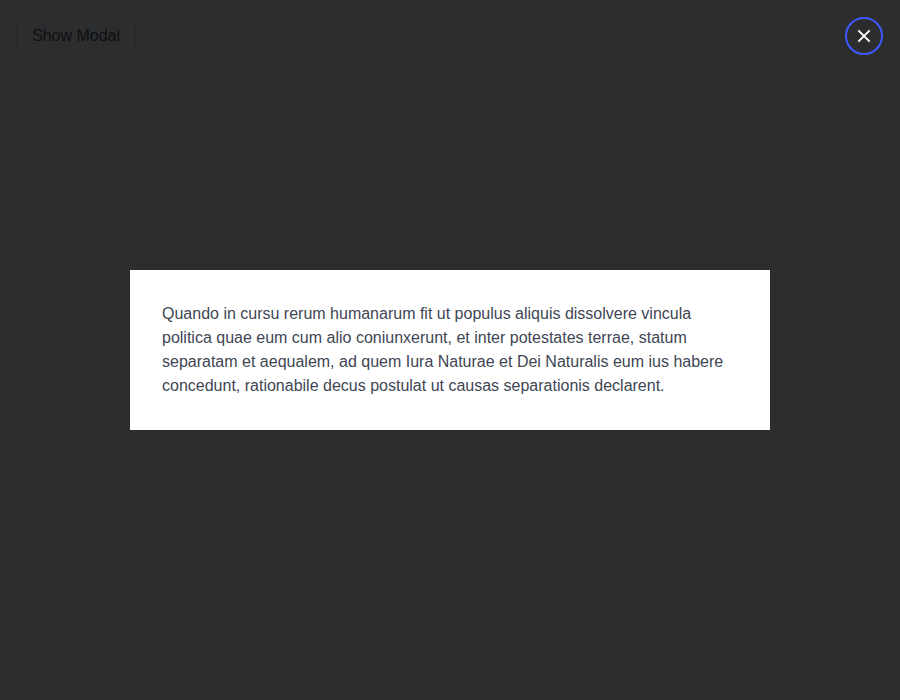 Show Modal
Quando in cursu rerum humanarum fit ut populus aliquis dissolvere vincula
politica quae eum cum alio coniunxerunt, et inter potestates terrae, statum
separatam et aequalem, ad quem Iura Naturae et Dei Naturalis eum ius habere
concedunt, rationabile decus postulat ut causas separationis declarent.